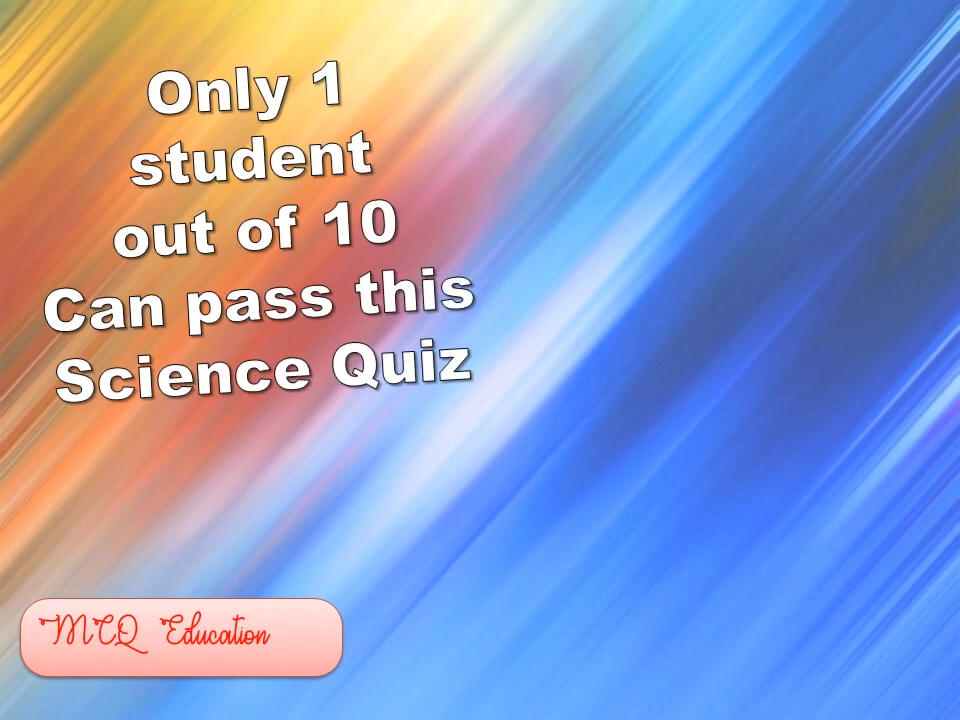 Only 1
student
out of 10
Can pass this
Science Quiz
MCQ Education